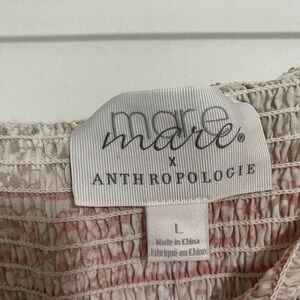 mare
mare®
x
ANTHROPOLOGIE
L
Made in China
Fabriqué en Chine